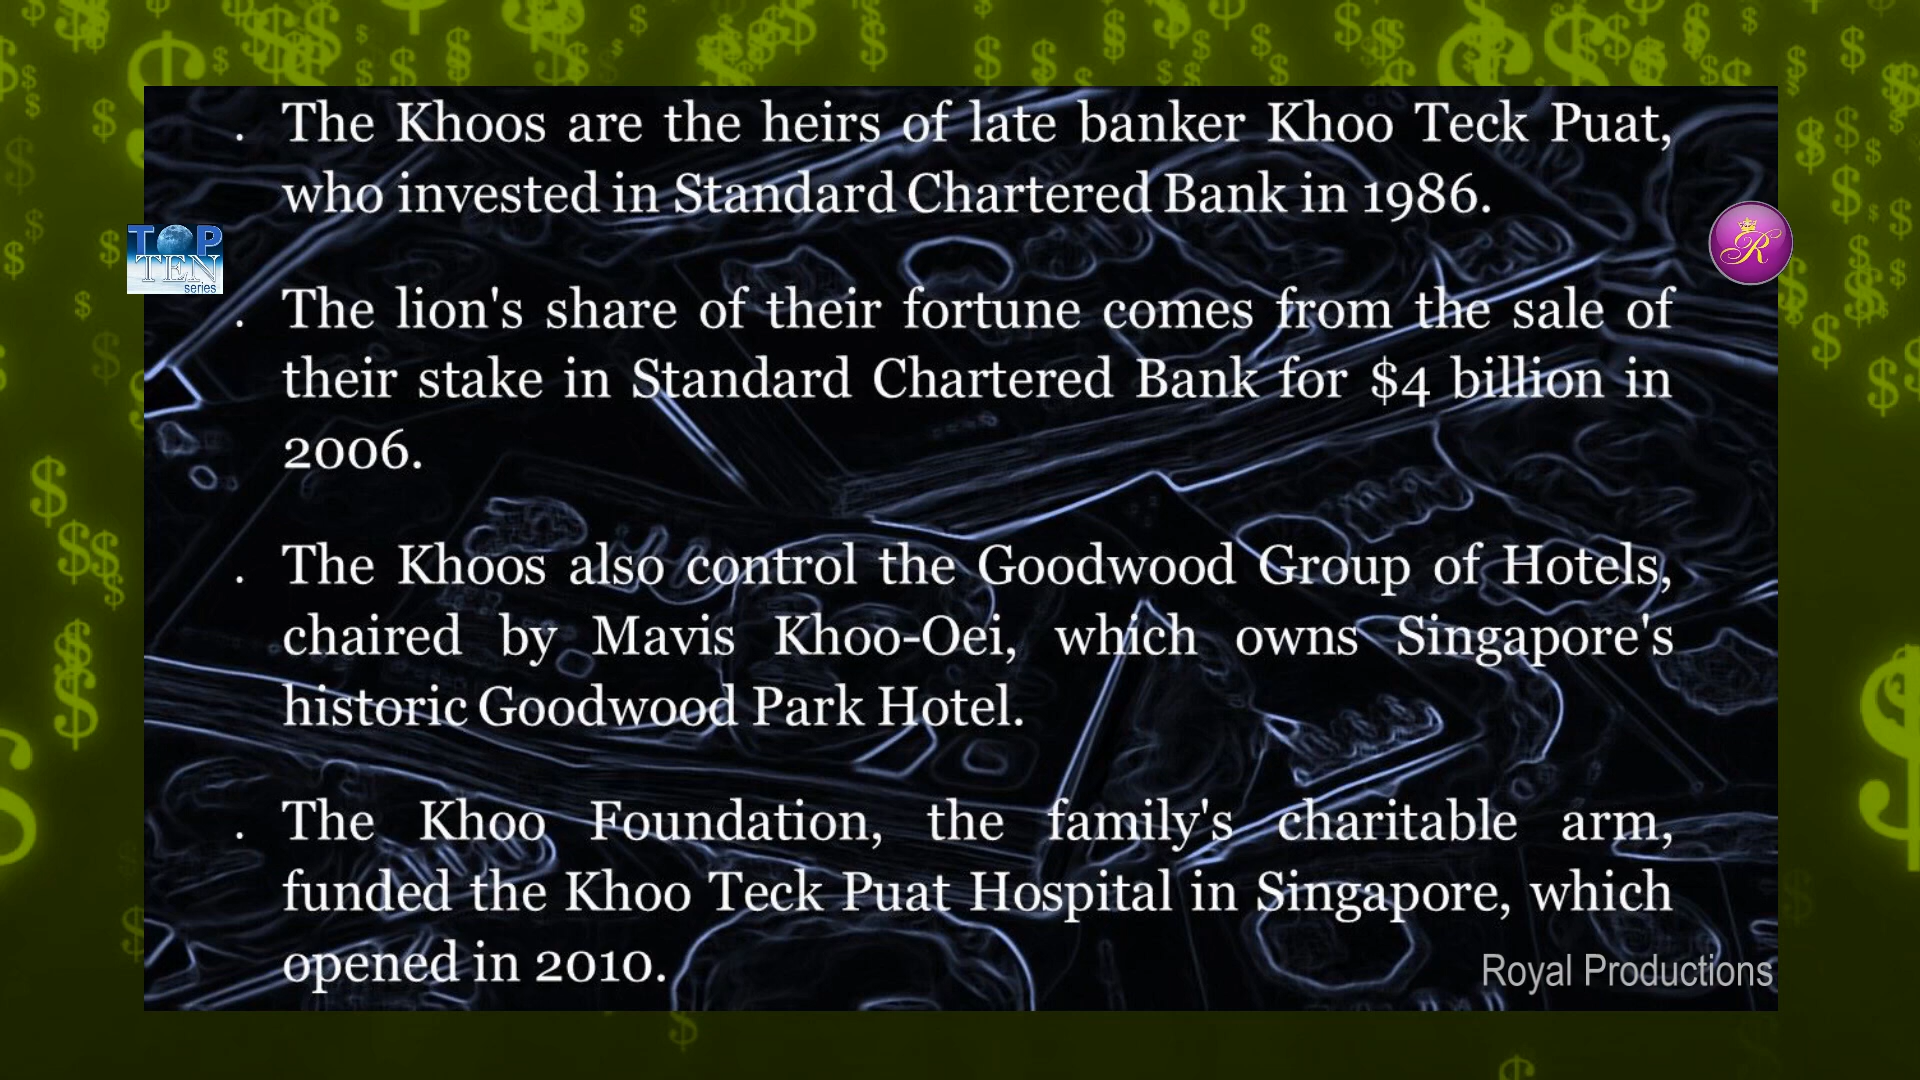 . The Khoos are the heirs of late banker Khoo Teck Puat,
who invested in Standard Chartered Bank in 1986.
TOP
TEN
series
R
. The lion's share of their fortune comes from the sale of
their stake in Standard Chartered Bank for $4 billion in
2006.
. The Khoos also control the Goodwood Group of Hotels,
chaired by Mavis Khoo-Oei, which owns Singapore's
historic Goodwood Park Hotel.
. The Khoo Foundation, the family's charitable arm,
funded the Khoo Teck Puat Hospital in Singapore, which
opened in 2010.
Royal Productions